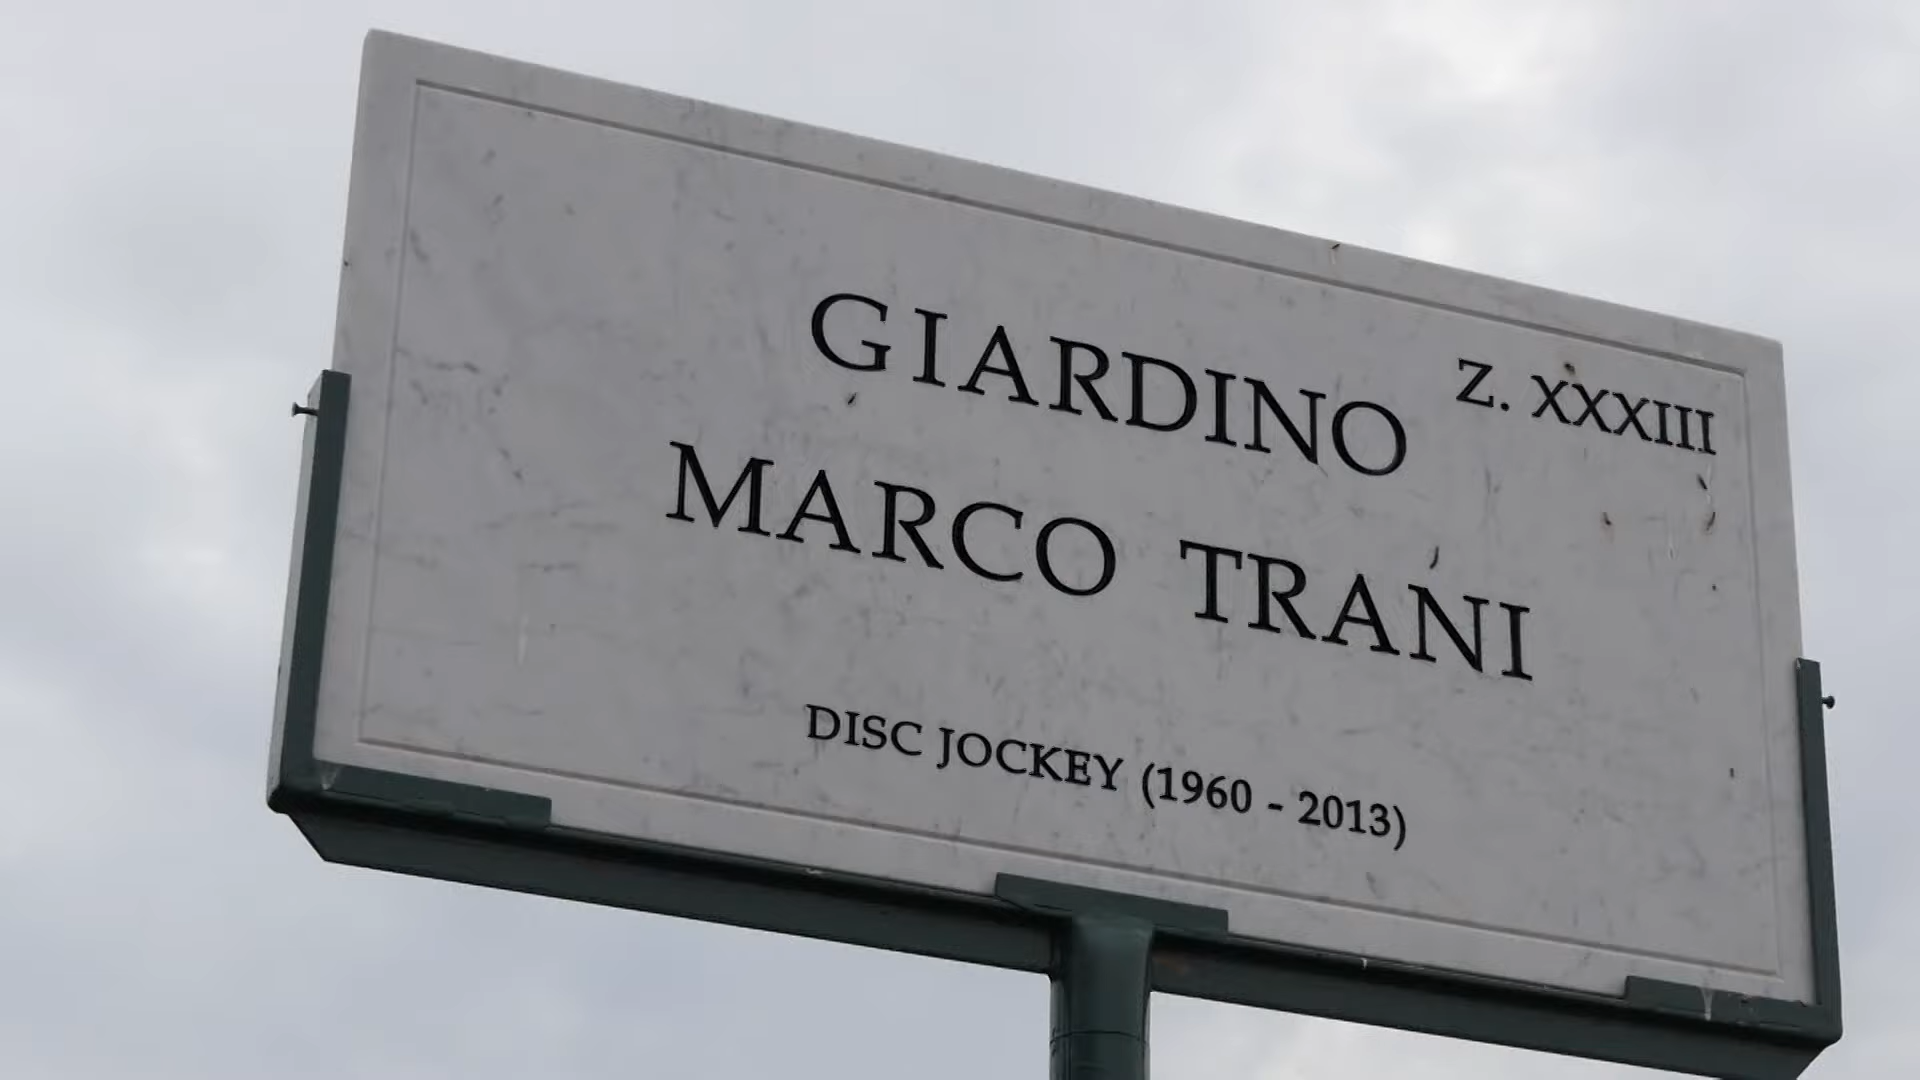 GIARDINO
Z. XXXIII
MARCO TRANI
DISC JOCKEY (1960 - 2013)